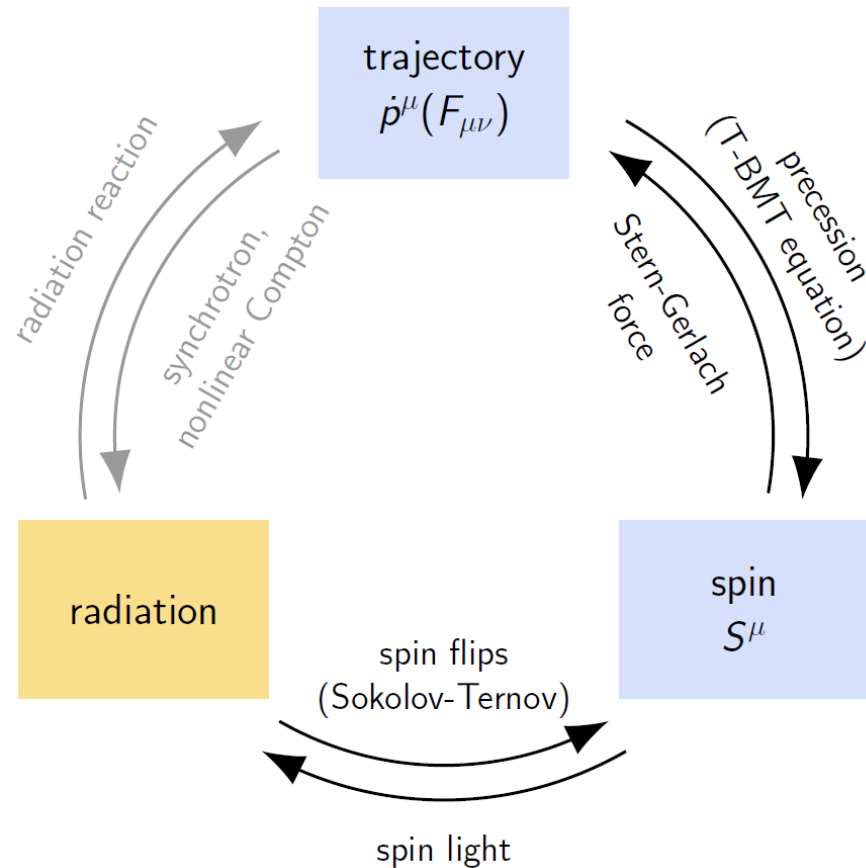 trajectory
ṗ^μ(F_μν)
radiation reaction
synchrotron,
nonlinear Compton
precession
(T-BMT equation)
Stern-Gerlach
force
radiation
spin
S^μ
spin flips
(Sokolov-Ternov)
spin light